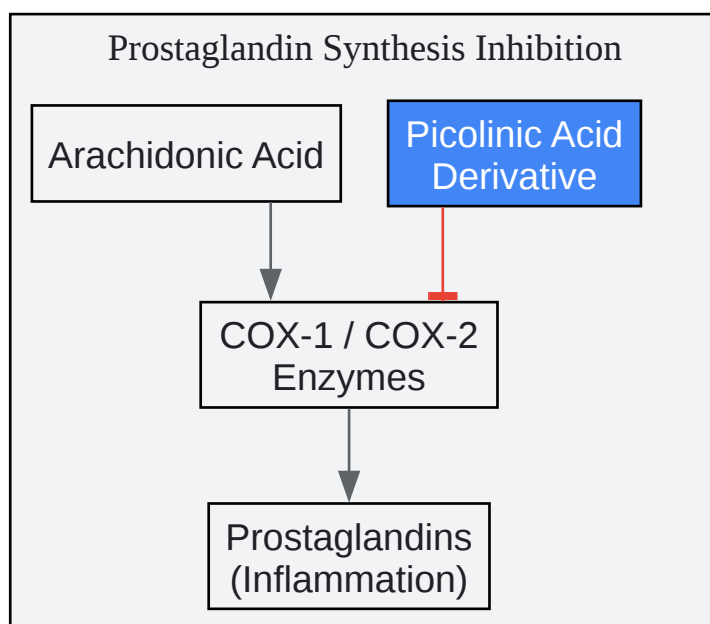 Prostaglandin Synthesis Inhibition
Arachidonic Acid
Picolinic Acid
Derivative
COX-1 / COX-2
Enzymes
Prostaglandins
(Inflammation)